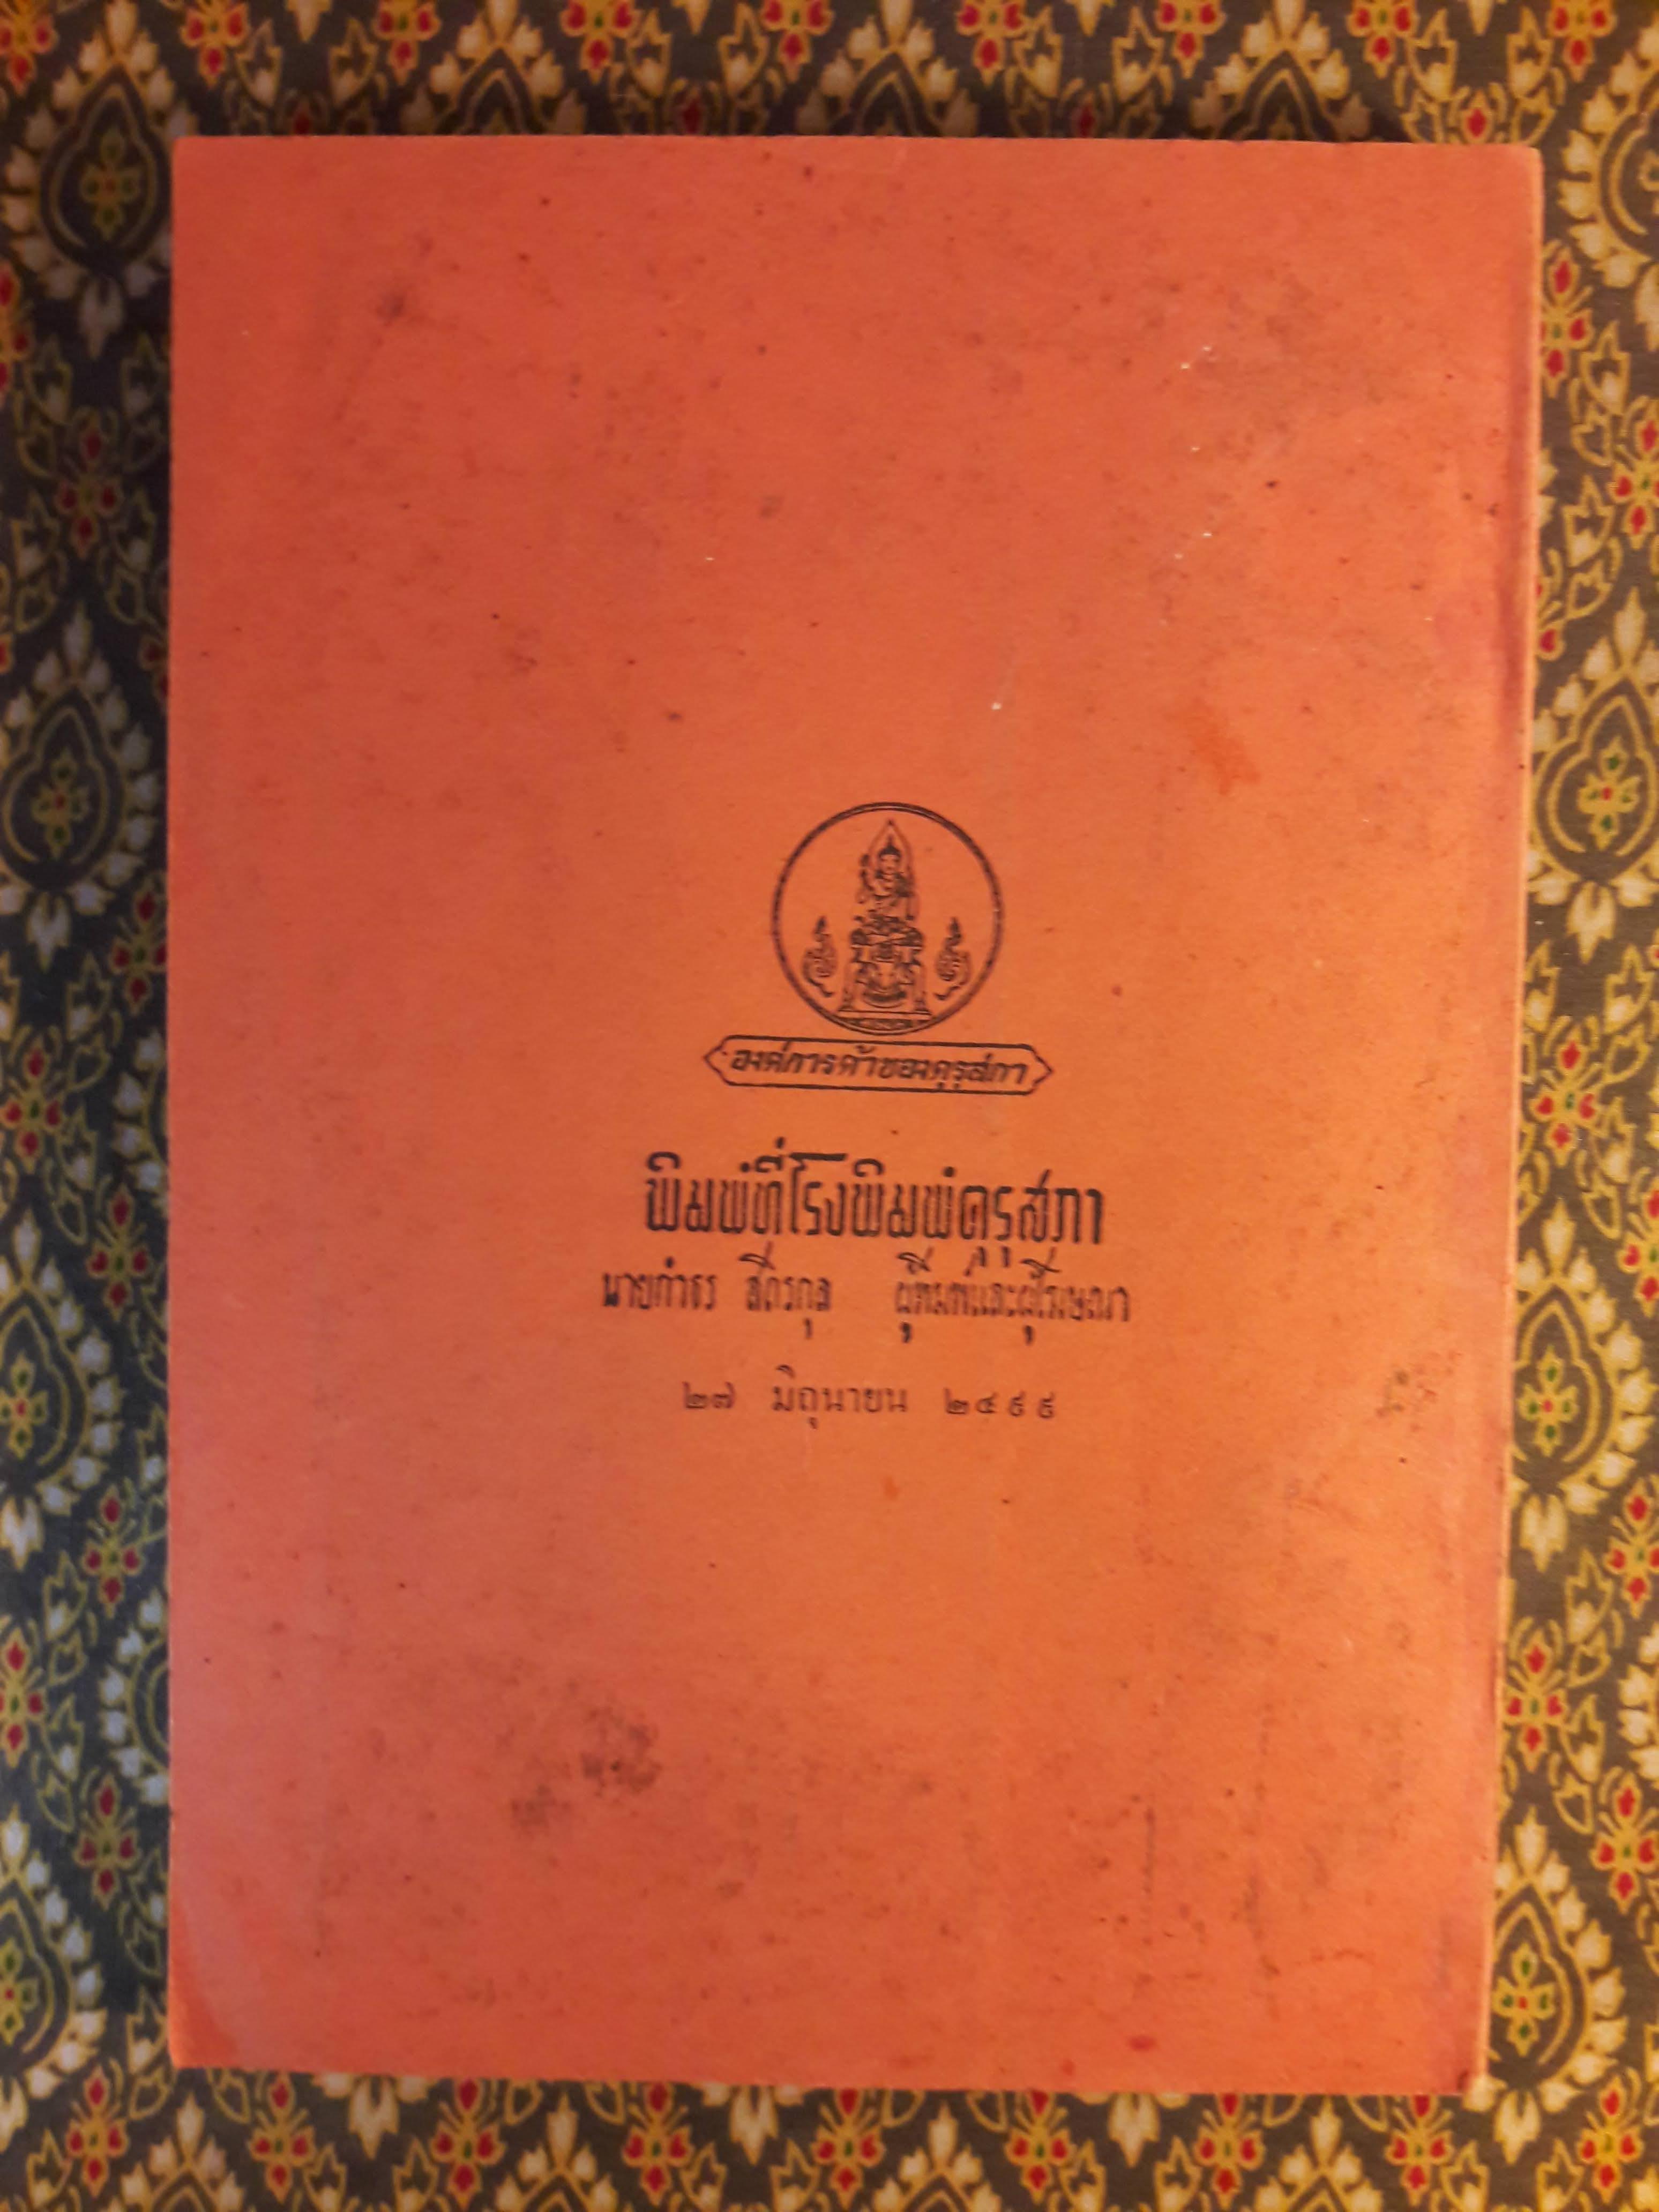 องค์การค้าของคุรุสภา
พิมพ์ที่โรงพิมพ์คุรุสภา
นายกำธร สถิรกุล ผู้พิมพ์และผู้โฆษณา
๒๗ มิถุนายน ๒๔๙๙